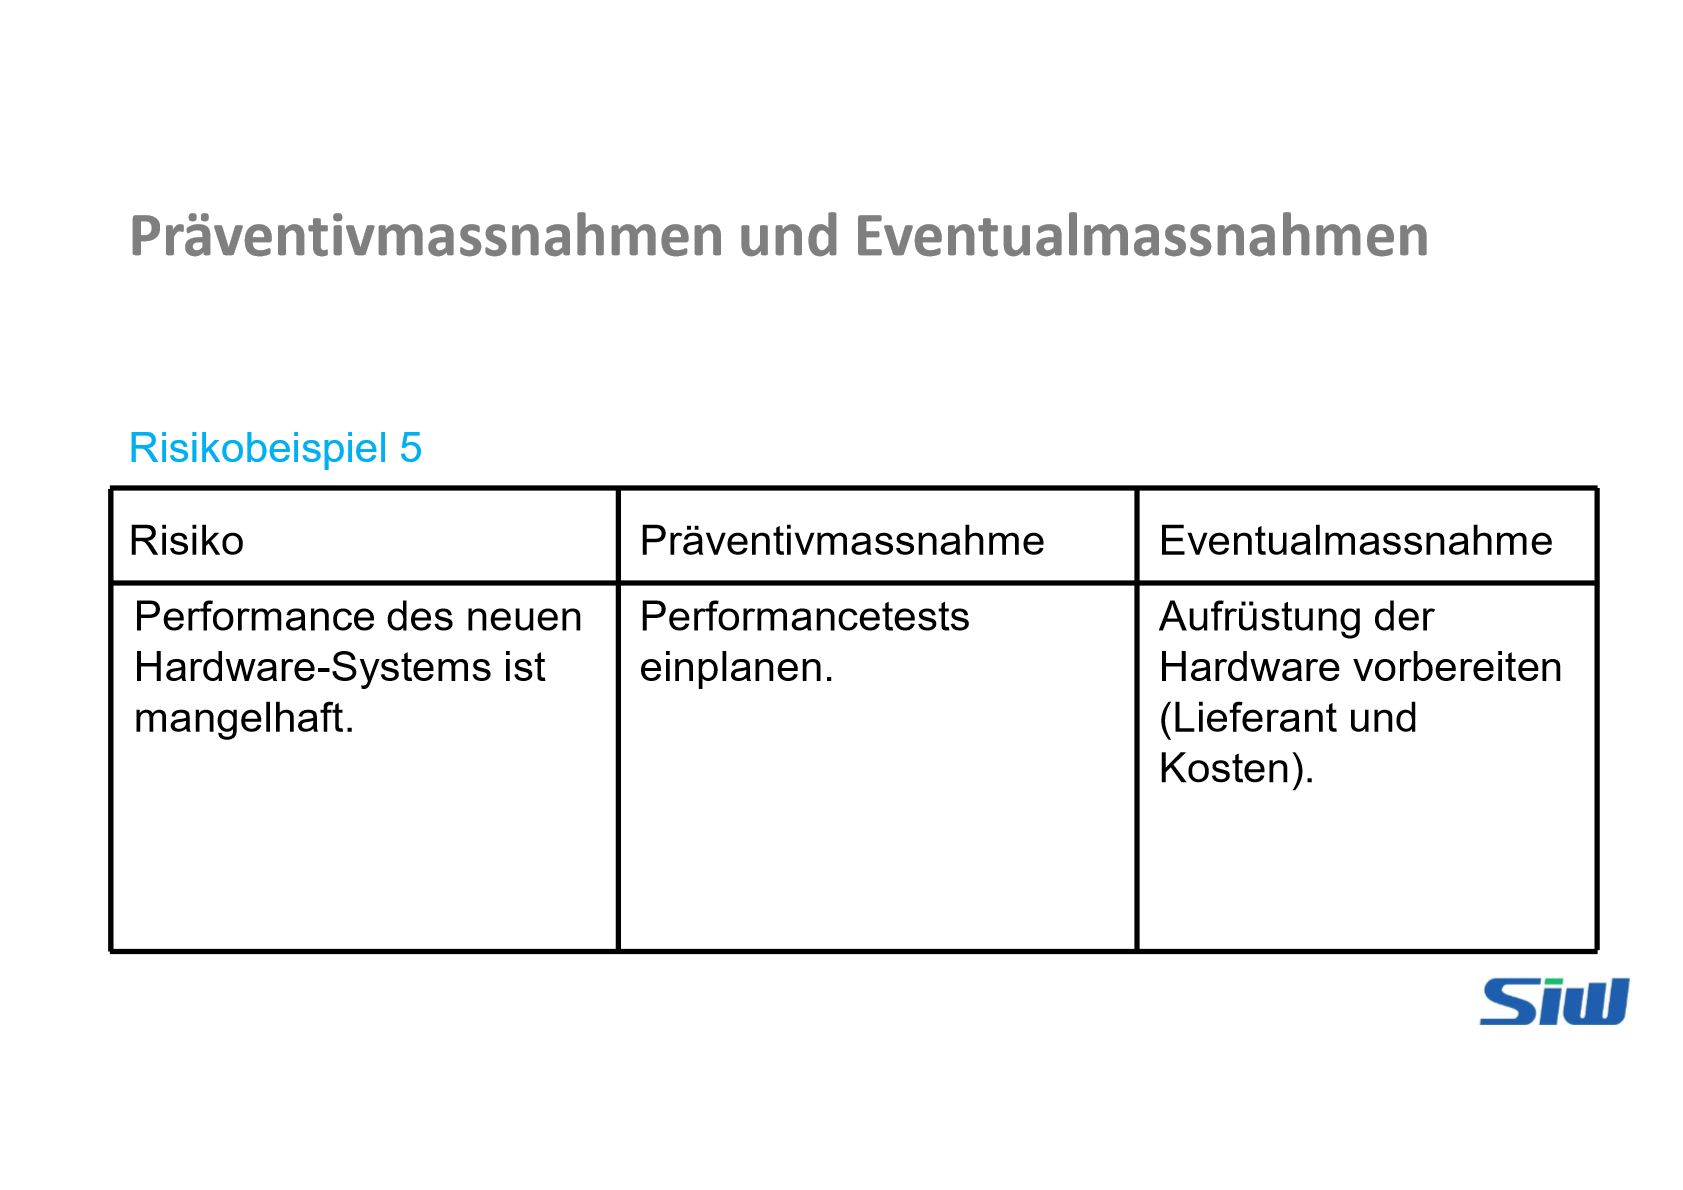 Präventivmassnahmen und Eventualmassnahmen
Risikobeispiel 5
Risiko
Präventivmassnahme
Eventualmassnahme
Performance des neuen
Hardware-Systems ist
mangelhaft.
Performancetests
einplanen.
Aufrüstung der
Hardware vorbereiten
(Lieferant und
Kosten).
Siw